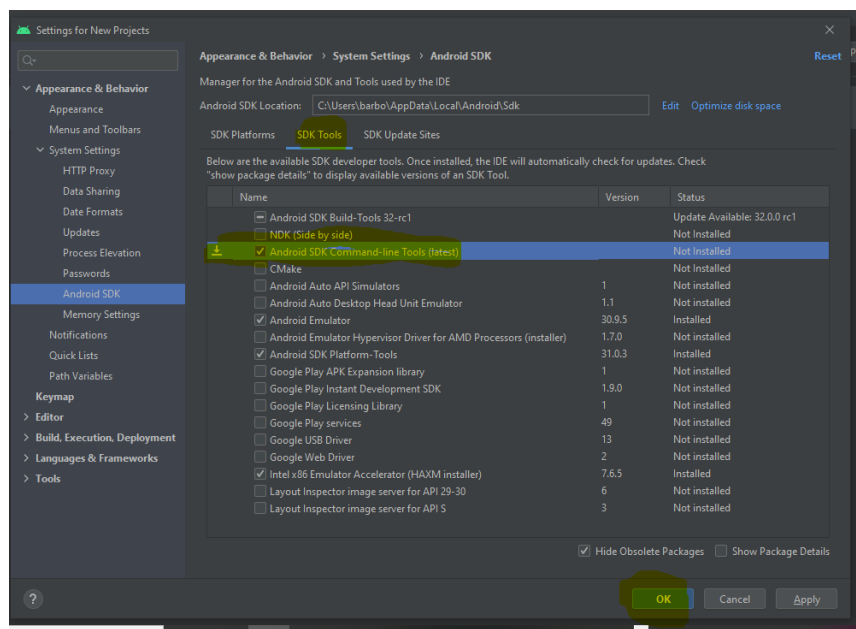 Settings for New Projects
Appearance & Behavior › System Settings › Android SDK
Reset
Manager for the Android SDK and Tools used by the IDE
Android SDK Location: C:\Users\barbo\AppData\Local\Android\Sdk Edit Optimize disk space
SDK Platforms SDK Tools SDK Update Sites
Below are the available SDK developer tools. Once installed, the IDE will automatically check for updates. Check
"show package details" to display available versions of an SDK Tool.
Name Version Status
Android SDK Build-Tools 32-rc1 Update Available: 32.0.0 rc1
NDK (Side by side) Not Installed
Android SDK Command-line Tools (latest) Not Installed
CMake Not Installed
Android Auto API Simulators 1 Not installed
Android Auto Desktop Head Unit Emulator 1.1 Not installed
Android Emulator 30.9.5 Installed
Android Emulator Hypervisor Driver for AMD Processors (installer) 1.7.0 Not installed
Android SDK Platform-Tools 31.0.3 Installed
Google Play APK Expansion library 1 Not installed
Google Play Instant Development SDK 1.9.0 Not installed
Google Play Licensing Library 1 Not installed
Google Play services 49 Not installed
Google USB Driver 13 Not installed
Google Web Driver 2 Not installed
Intel x86 Emulator Accelerator (HAXM installer) 7.6.5 Installed
Layout Inspector image server for API 29-30 6 Not installed
Layout Inspector image server for API S 3 Not installed
Hide Obsolete Packages Show Package Details
Appearance & Behavior
Appearance
Menus and Toolbars
System Settings
HTTP Proxy
Data Sharing
Date Formats
Updates
Process Elevation
Passwords
Android SDK
Memory Settings
Notifications
Quick Lists
Path Variables
Keymap
Editor
Build, Execution, Deployment
Languages & Frameworks
Tools
?
OK Cancel Apply